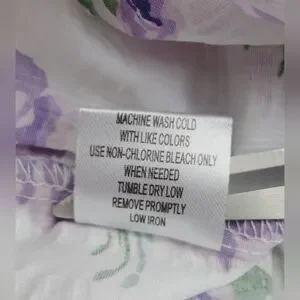 MACHINE WASH COLD
WITH LIKE COLORS
USE NON-CHLORINE BLEACH ONLY
WHEN NEEDED
TUMBLE DRY LOW
REMOVE PROMPTLY
LOW IRON